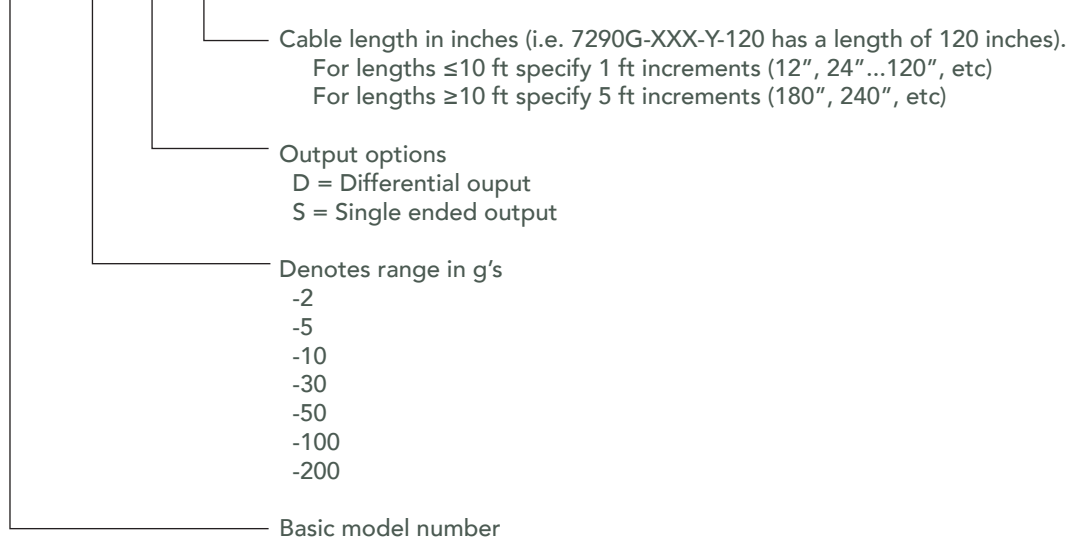 Cable length in inches (i.e. 7290G-XXX-Y-120 has a length of 120 inches).
For lengths ≤10 ft specify 1 ft increments (12”, 24”...120”, etc)
For lengths ≥10 ft specify 5 ft increments (180”, 240”, etc)
Output options
D = Differential ouput
S = Single ended output
Denotes range in g’s
-2
-5
-10
-30
-50
-100
-200
Basic model number